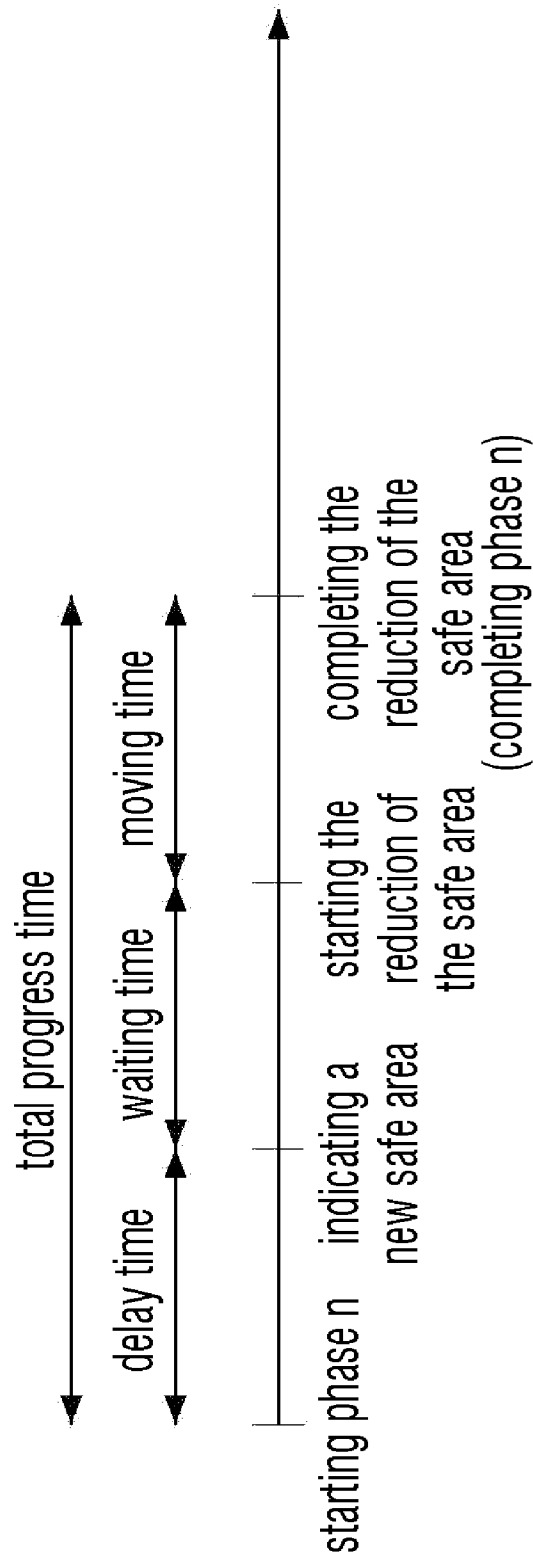 total progress time
delay time
waiting time
moving time
starting phase n
indicating a
new safe area
starting the
reduction of
the safe area
completing the
reduction of the
safe area
(completing phase n)